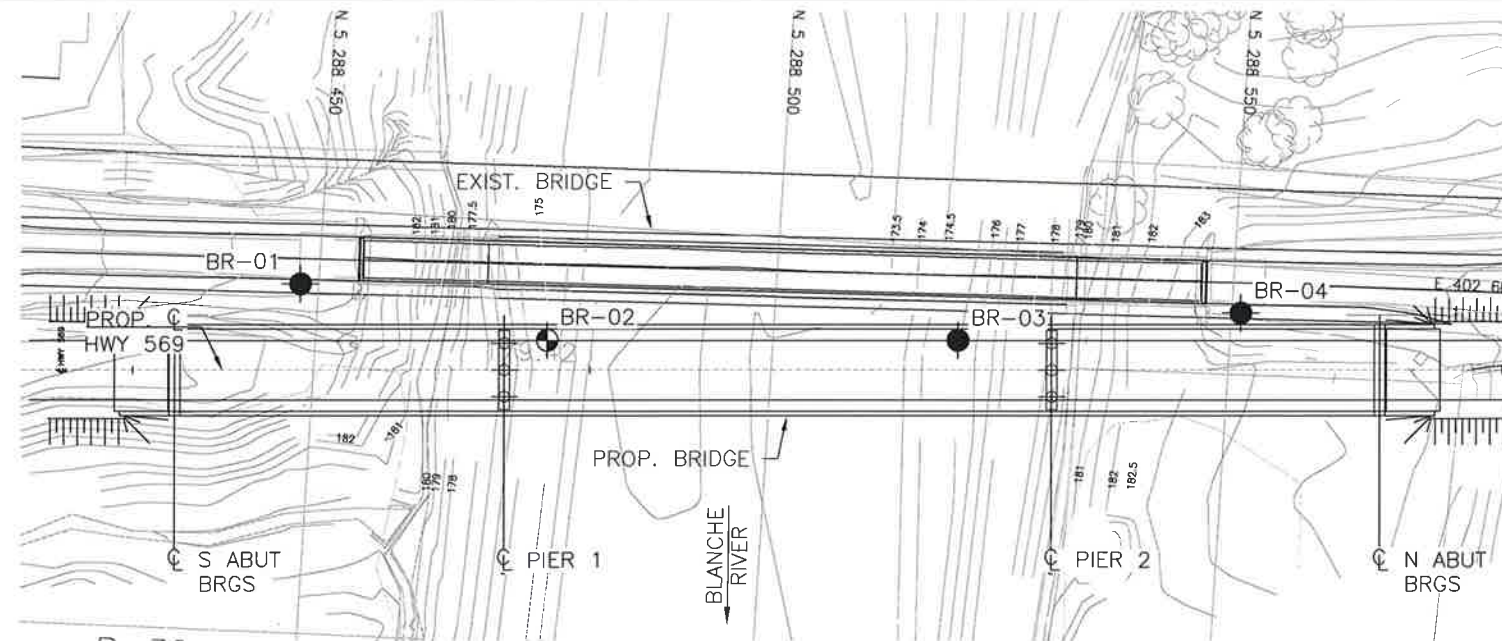 N 5 288 450
N 5 288 500
N 5 288 550
EXIST. BRIDGE
182
181
180
177.5
175
173.5
174
174.5
176
177
178
179
180
181
182
183
BR-01
BR-02
BR-03
BR-04
PROP. ℄
HWY 569
182
181
180
179
178
PROP. BRIDGE
181
182
182.5
BLANCHE
RIVER
℄ S ABUT
BRGS
℄ PIER 1
℄ PIER 2
℄ N ABUT
BRGS